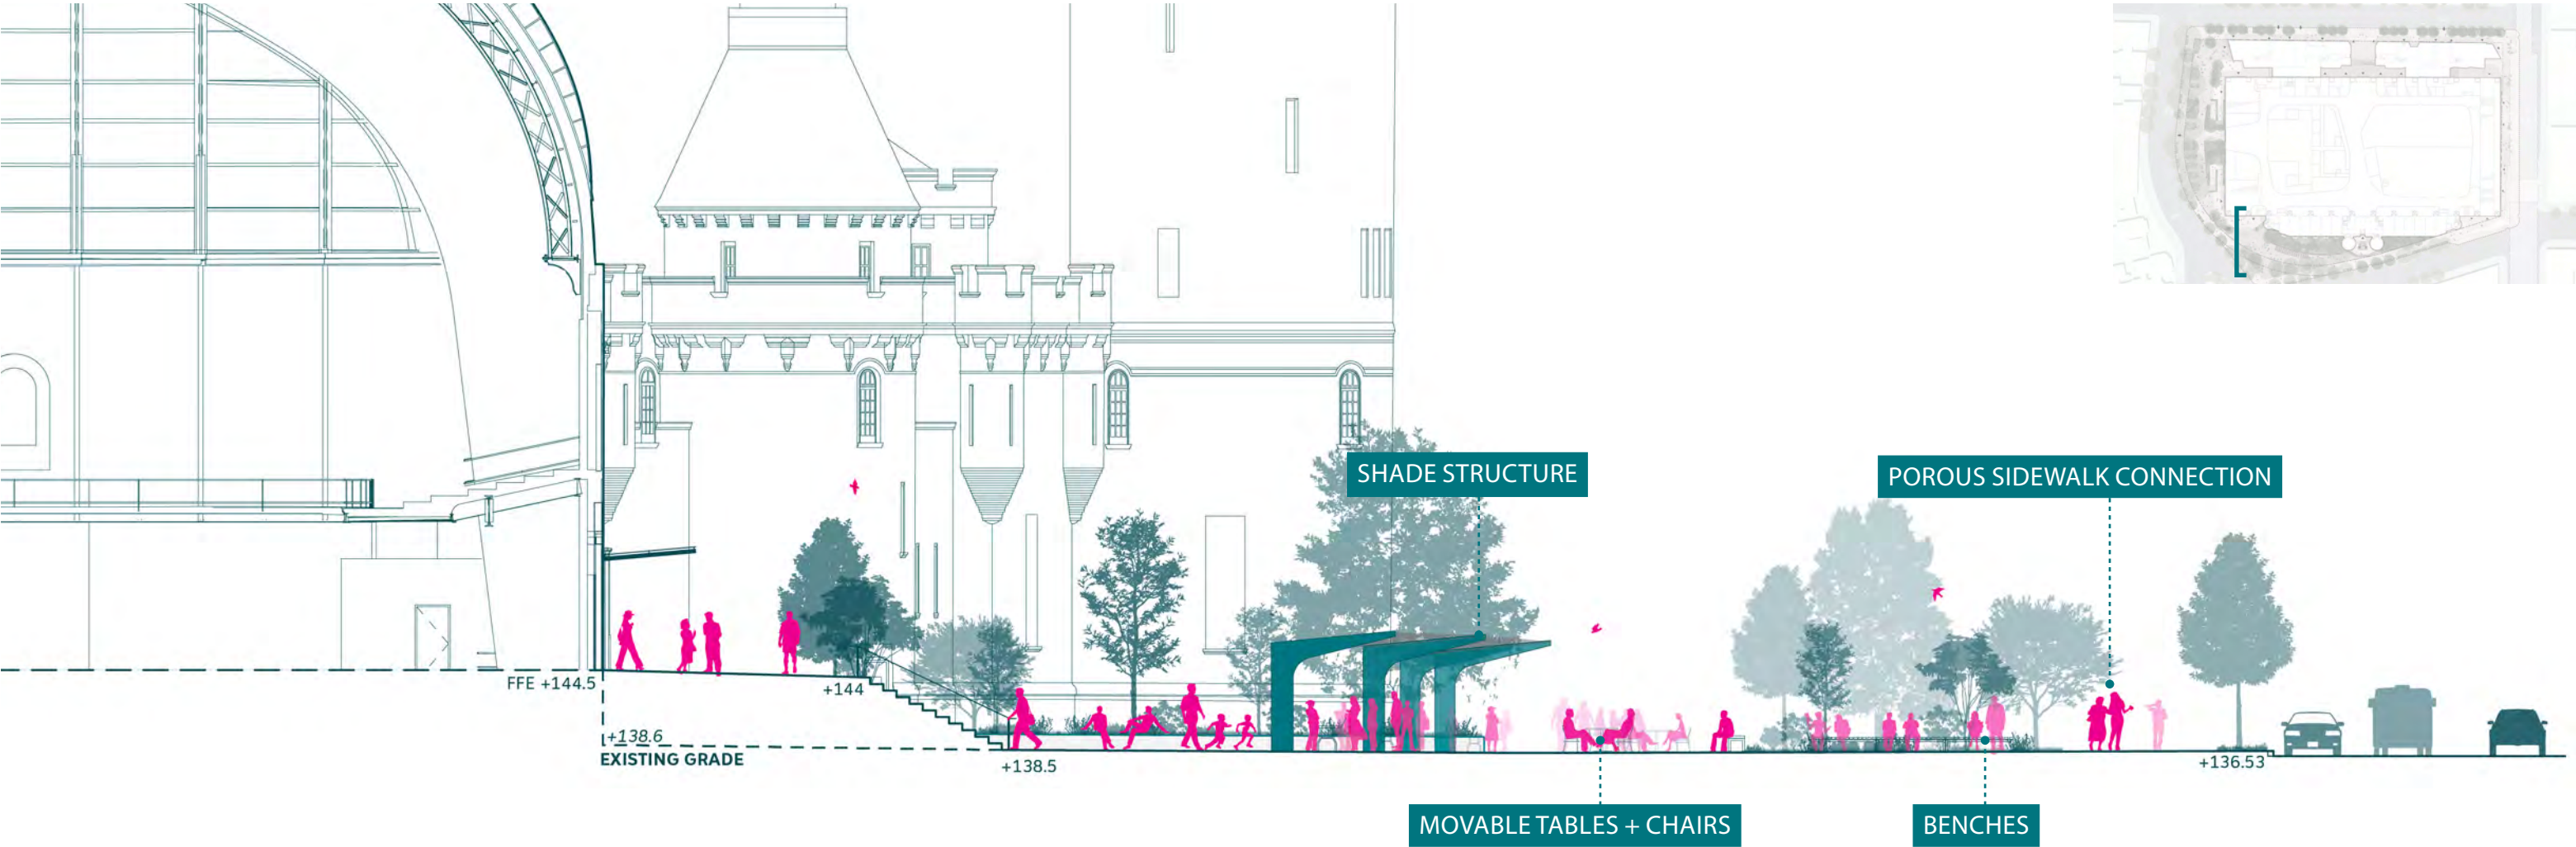 SHADE STRUCTURE
POROUS SIDEWALK CONNECTION
FFE +144.5
+144
+138.6
EXISTING GRADE
+138.5
+136.53
MOVABLE TABLES + CHAIRS
BENCHES